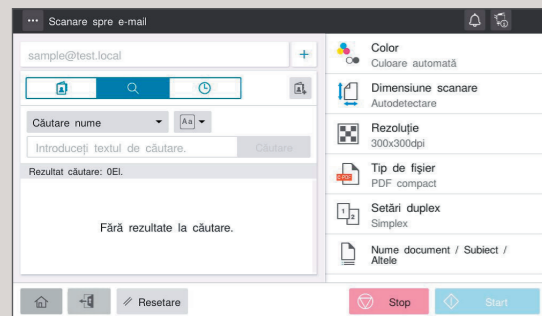 Scanare spre e-mail
sample@test.local
+
Căutare nume
Aa
Introduceți textul de căutare.
Căutare
Rezultat căutare: 0El.
Fără rezultate la căutare.
Color
Culoare automată
Dimensiune scanare
Autodetectare
Rezoluție
300x300dpi
Tip de fișier
PDF compact
Setări duplex
Simplex
Nume document / Subiect /
Altele
Resetare
Stop
Start